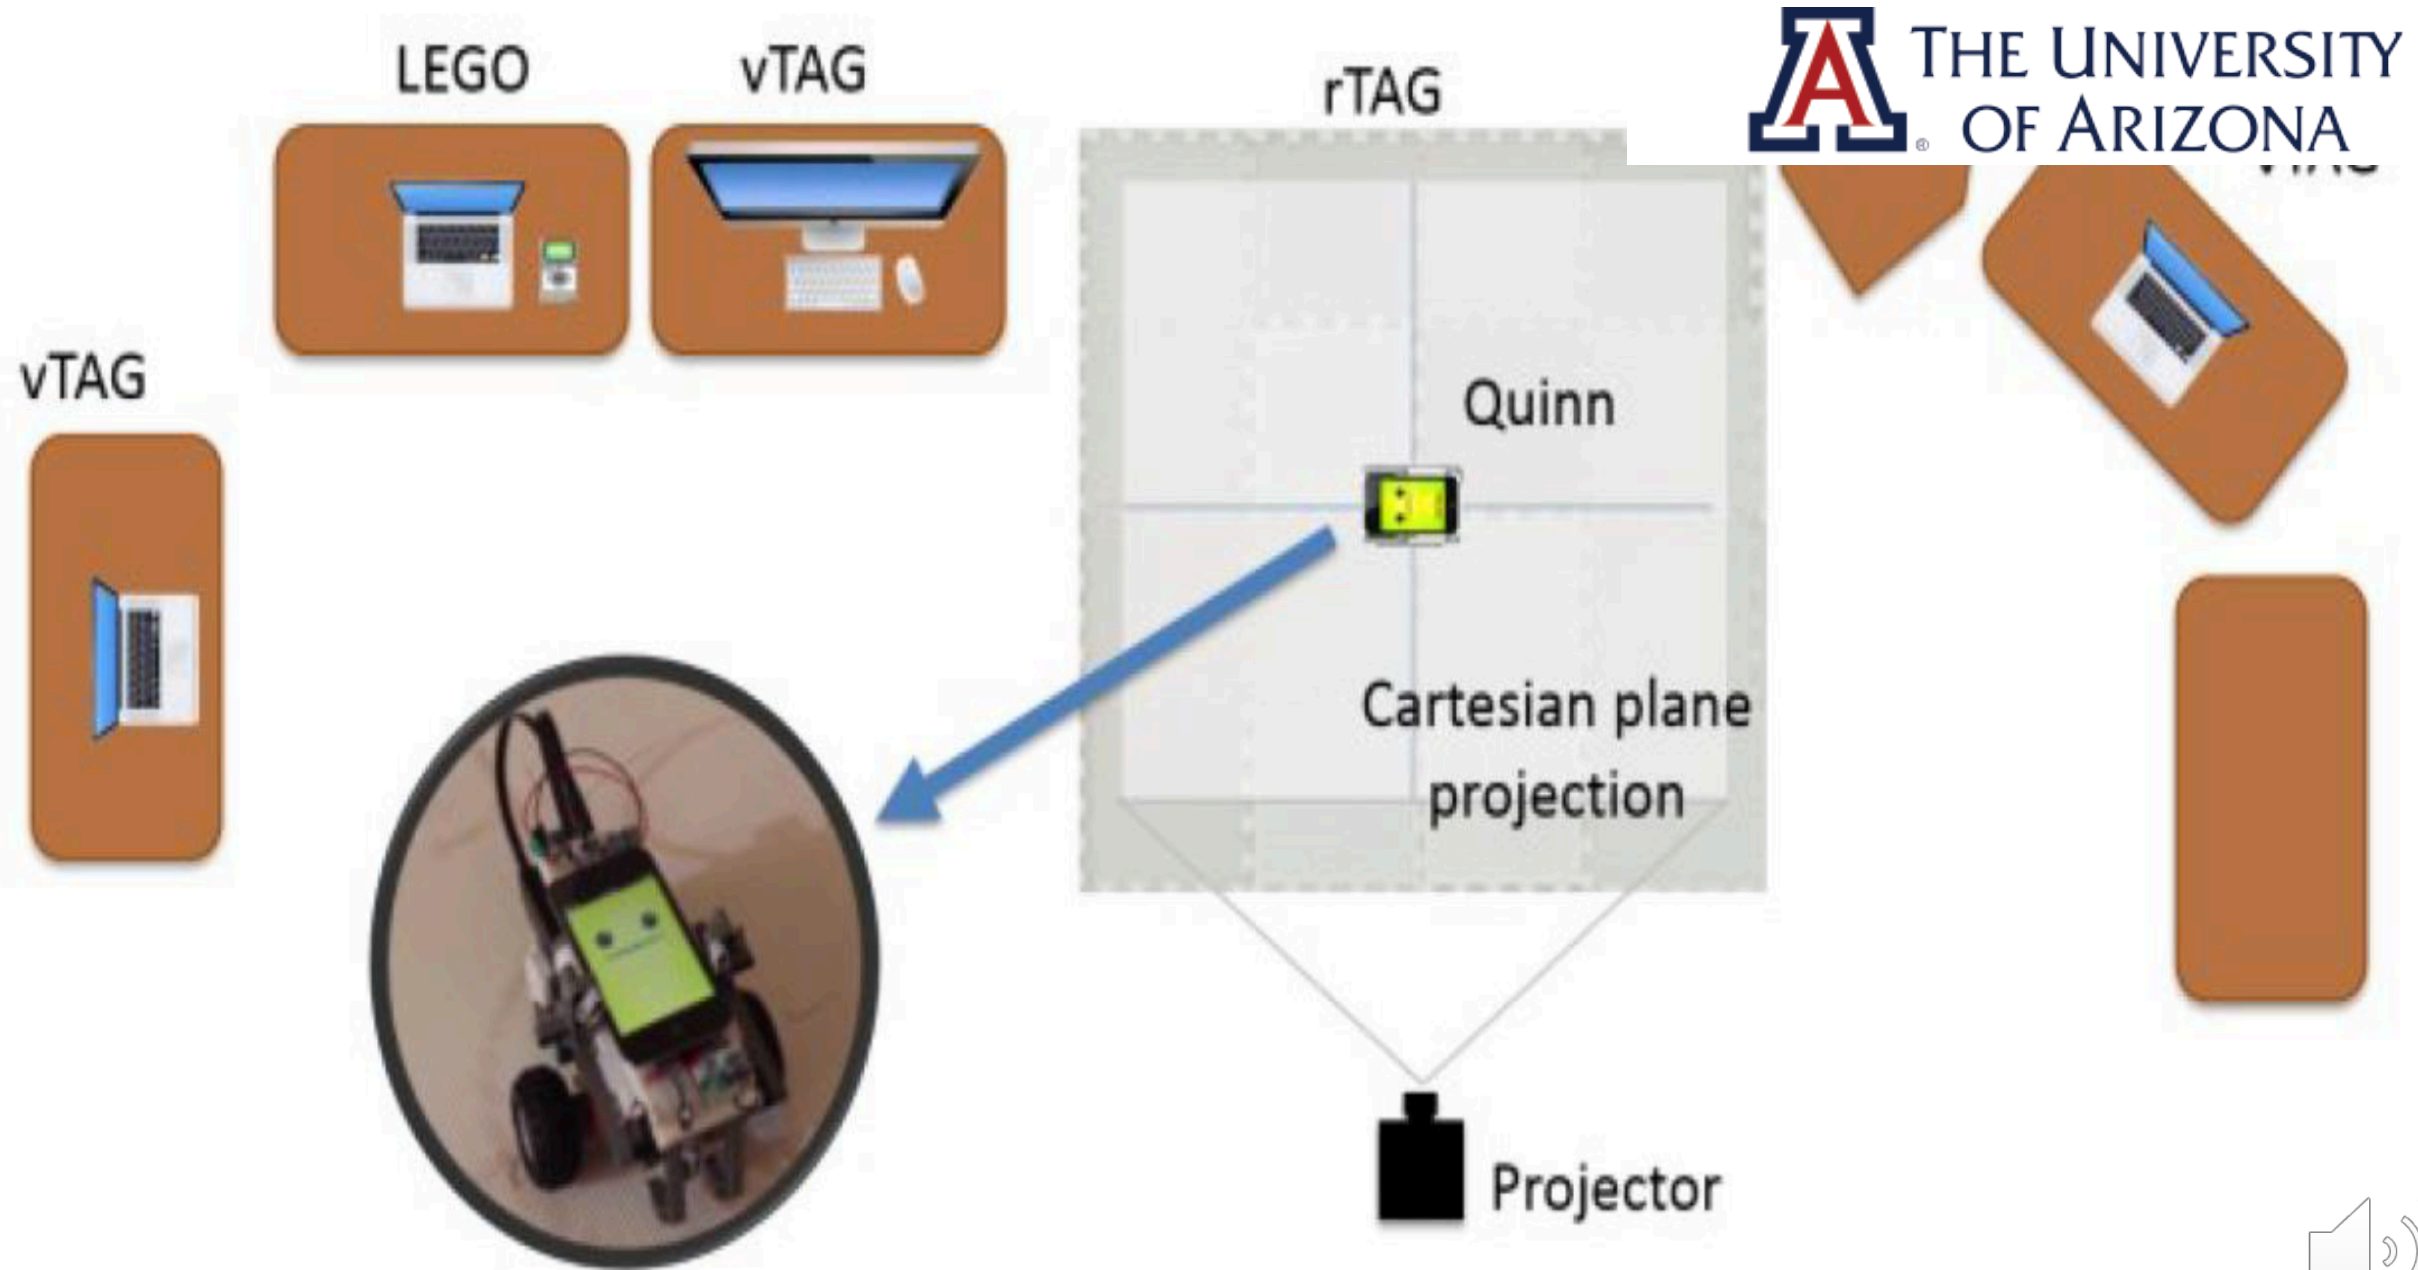 LEGO
vTAG
rTAG
THE UNIVERSITY
OF ARIZONA
®
vTAG
Quinn
Cartesian plane
projection
Projector